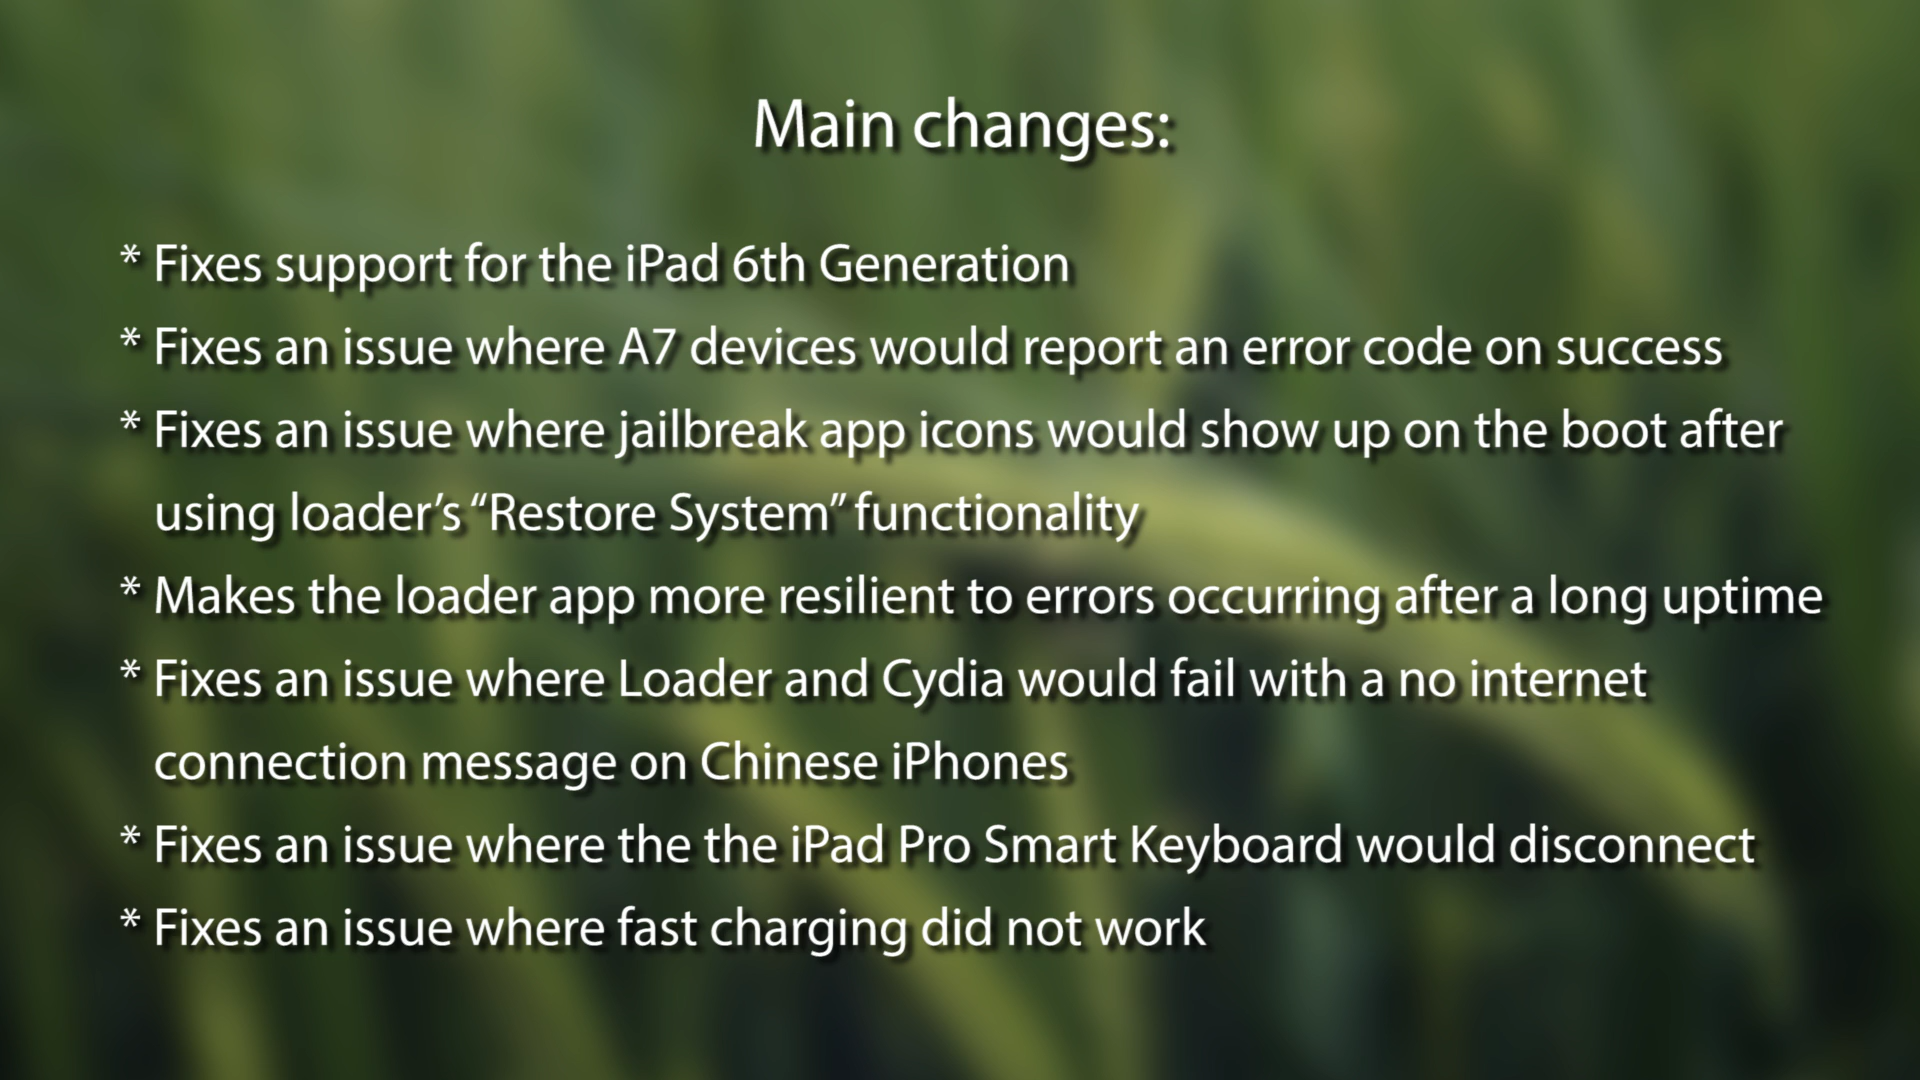 Main changes:
* Fixes support for the iPad 6th Generation
* Fixes an issue where A7 devices would report an error code on success
* Fixes an issue where jailbreak app icons would show up on the boot after
using loader’s “Restore System” functionality
* Makes the loader app more resilient to errors occurring after a long uptime
* Fixes an issue where Loader and Cydia would fail with a no internet
connection message on Chinese iPhones
* Fixes an issue where the the iPad Pro Smart Keyboard would disconnect
* Fixes an issue where fast charging did not work